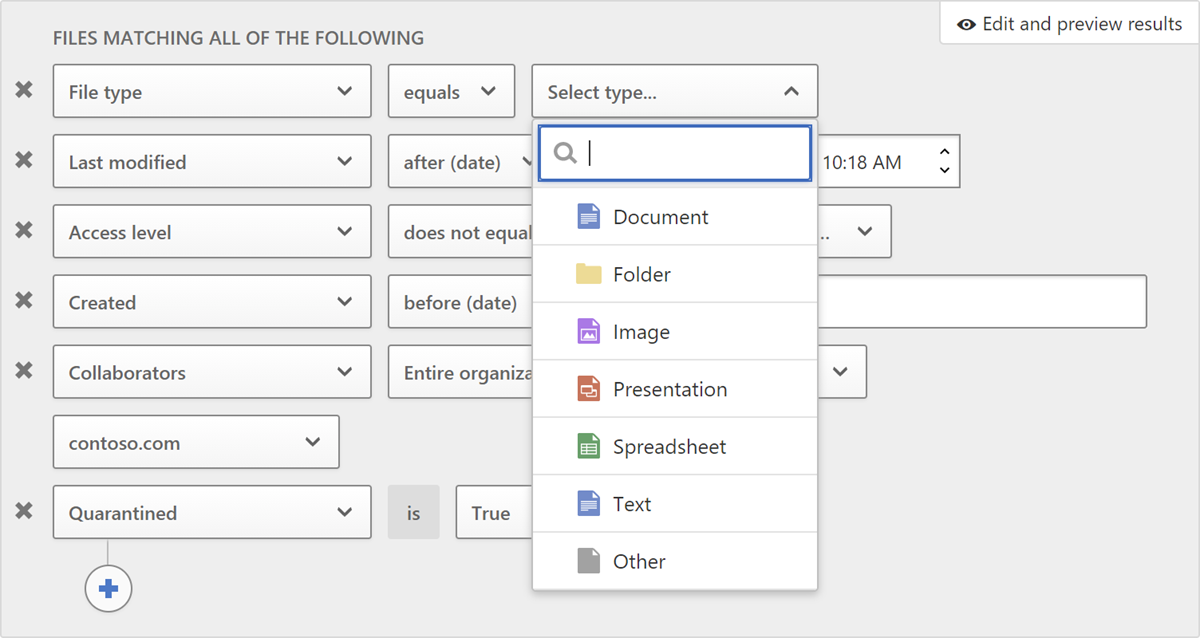 Edit and preview results
FILES MATCHING ALL OF THE FOLLOWING
File type equals Select type...
Last modified after (date) 10:18 AM
Access level does not equal ..
Created before (date)
Collaborators Entire
contoso.com
Quarantined is True
Document
Folder
Image
Presentation
Spreadsheet
Text
Other